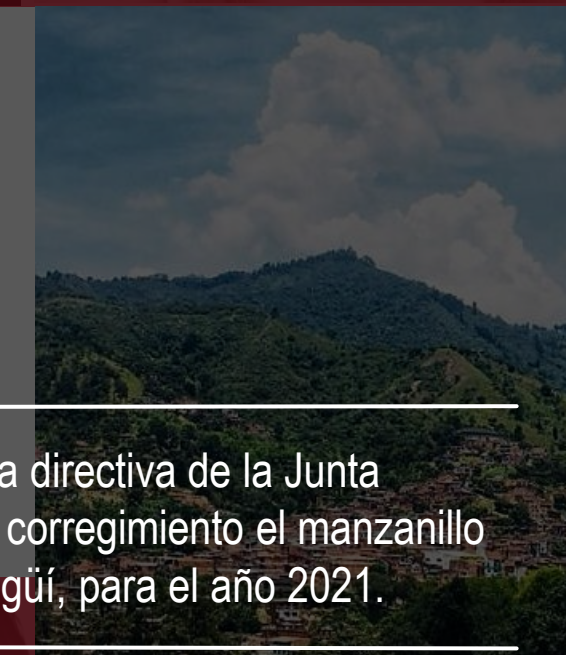 a directiva de la Junta
corregimiento el manzanillo
güí, para el año 2021.